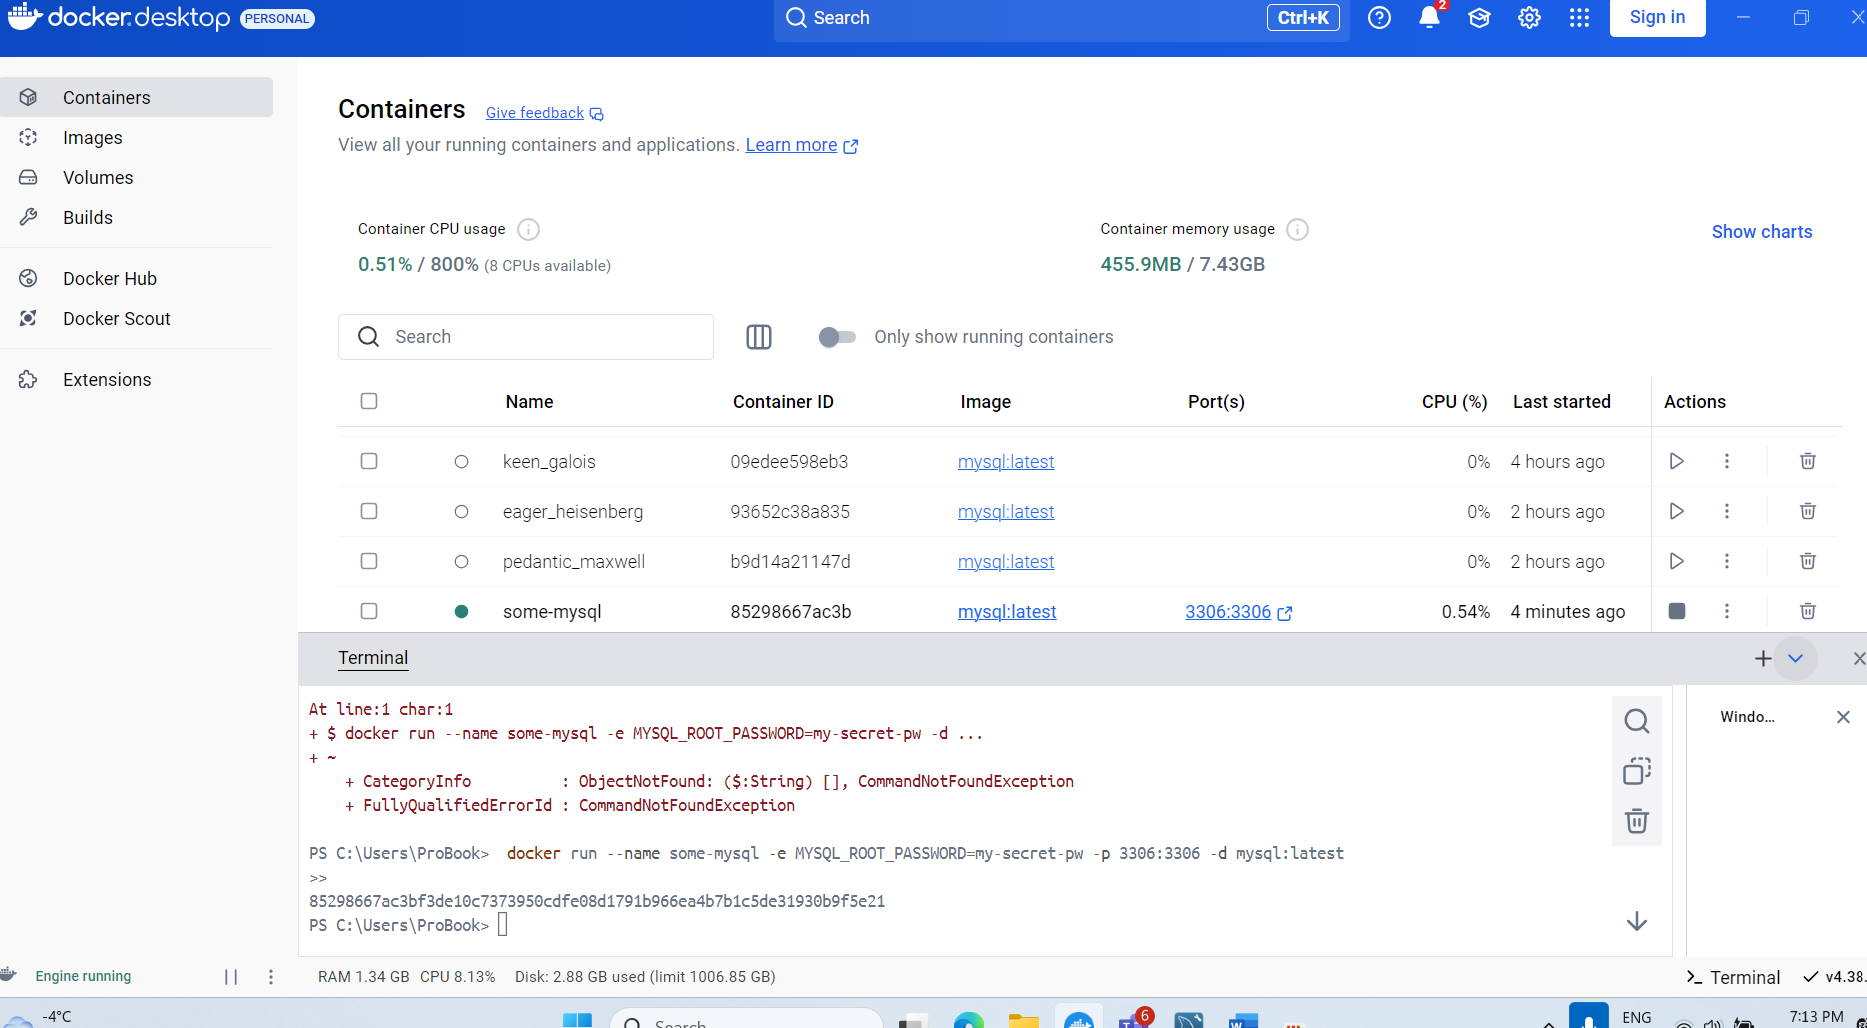 docker.desktop PERSONAL
Search Ctrl+K
2
Sign in
Containers
Images
Volumes
Builds
Docker Hub
Docker Scout
Extensions
Containers Give feedback
View all your running containers and applications. Learn more
Container CPU usage
0.51% / 800% (8 CPUs available)
Container memory usage
455.9MB / 7.43GB
Show charts
Search
Only show running containers
Name Container ID Image Port(s) CPU (%) Last started Actions
keen_galois 09edee598eb3 mysql:latest 0% 4 hours ago
eager_heisenberg 93652c38a835 mysql:latest 0% 2 hours ago
pedantic_maxwell b9d14a21147d mysql:latest 0% 2 hours ago
some-mysql 85298667ac3b mysql:latest 3306:3306 0.54% 4 minutes ago
Terminal
At line:1 char:1
+ $ docker run --name some-mysql -e MYSQL_ROOT_PASSWORD=my-secret-pw -d ...
+ ~
+ CategoryInfo : ObjectNotFound: ($:String) [], CommandNotFoundException
+ FullyQualifiedErrorId : CommandNotFoundException
PS C:\Users\ProBook> docker run --name some-mysql -e MYSQL_ROOT_PASSWORD=my-secret-pw -p 3306:3306 -d mysql:latest
>>
85298667ac3bf3de10c7373950cdfe08d1791b966ea4b7b1c5de31930b9f5e21
PS C:\Users\ProBook>
Windo...
Engine running
RAM 1.34 GB CPU 8.13% Disk: 2.88 GB used (limit 1006.85 GB)
Terminal
v4.38.
-4°C
Search
6
ENG
7:13 PM